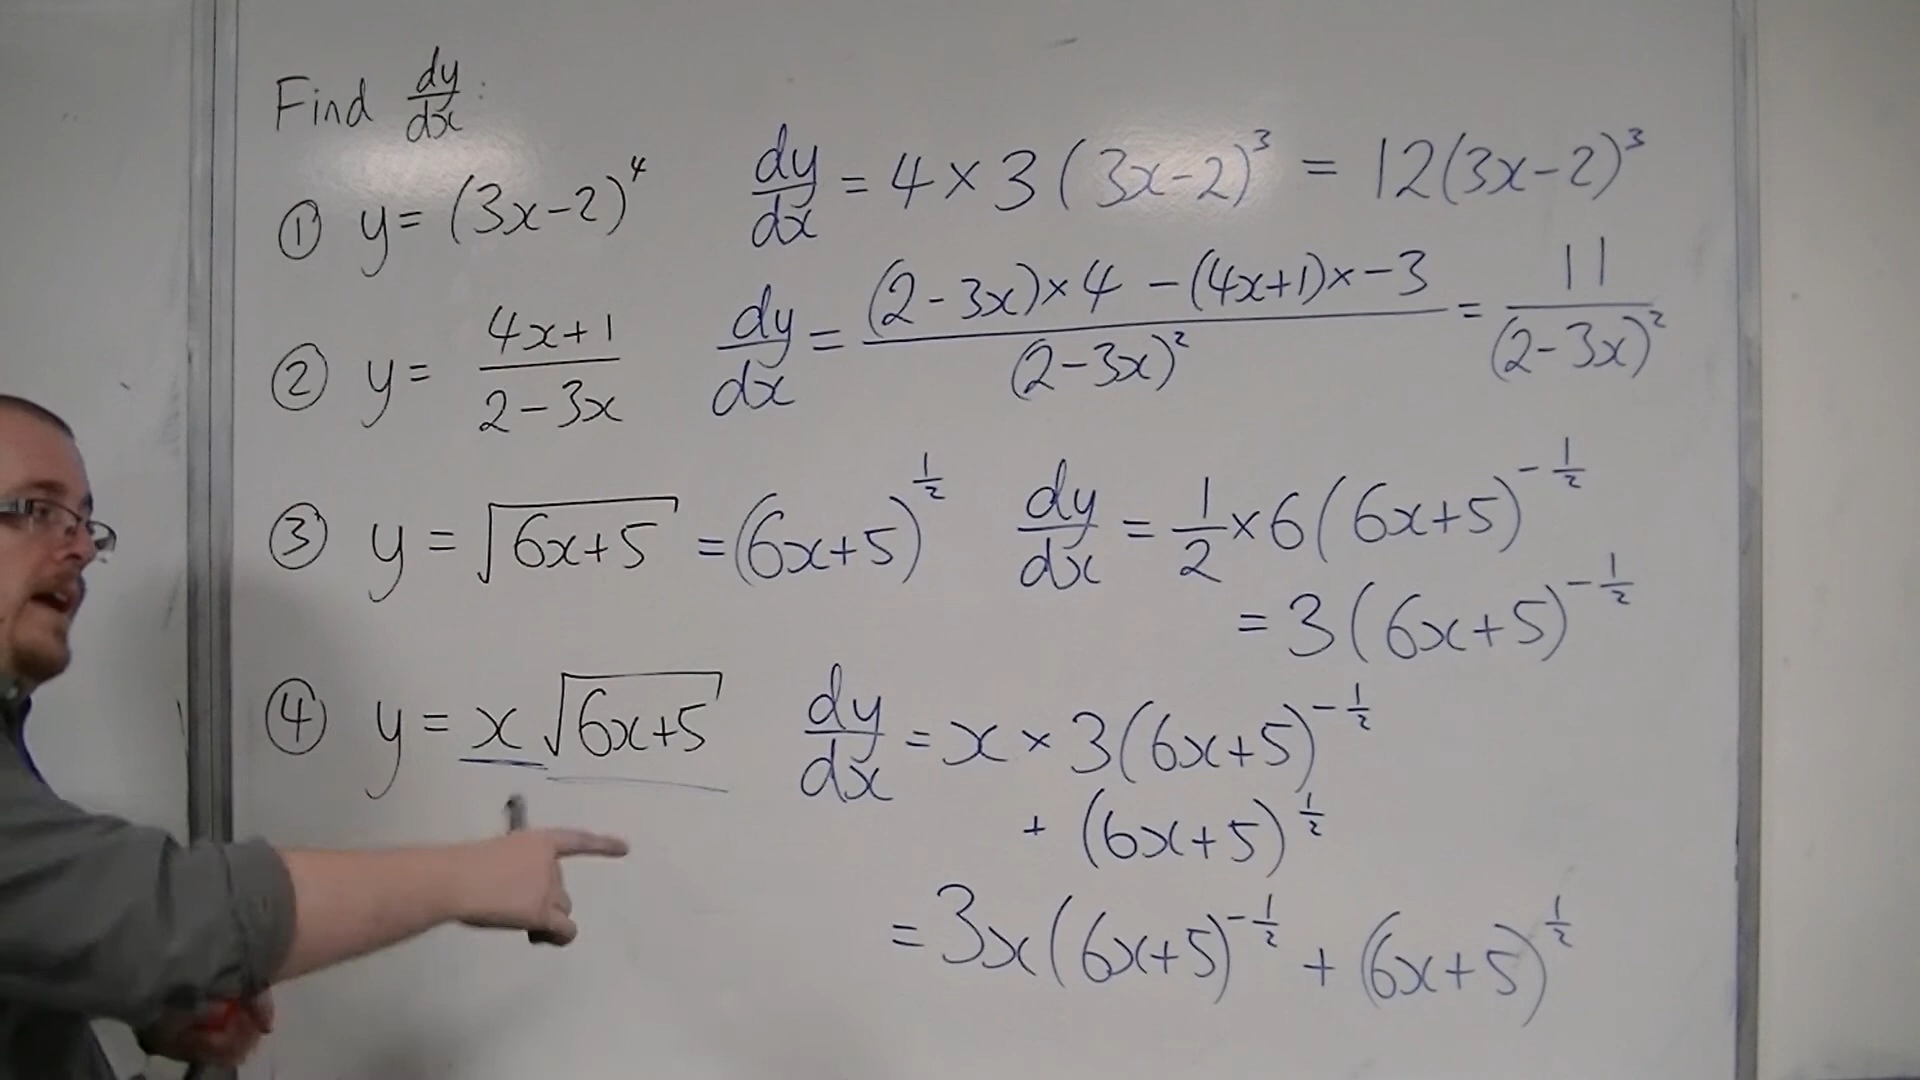 Find dy/dx:
① y = (3x-2)⁴ dy/dx = 4 × 3(3x-2)³ = 12(3x-2)³
② y = (4x+1)/(2-3x) dy/dx = ((2-3x)×4 - (4x+1)×-3)/(2-3x)² = 11/(2-3x)²
③ y = √(6x+5) = (6x+5)^(1/2) dy/dx = 1/2 × 6(6x+5)^(-1/2)
= 3(6x+5)^(-1/2)
④ y = x√(6x+5) dy/dx = x × 3(6x+5)^(-1/2)
+ (6x+5)^(1/2)
= 3x(6x+5)^(-1/2) + (6x+5)^(1/2)